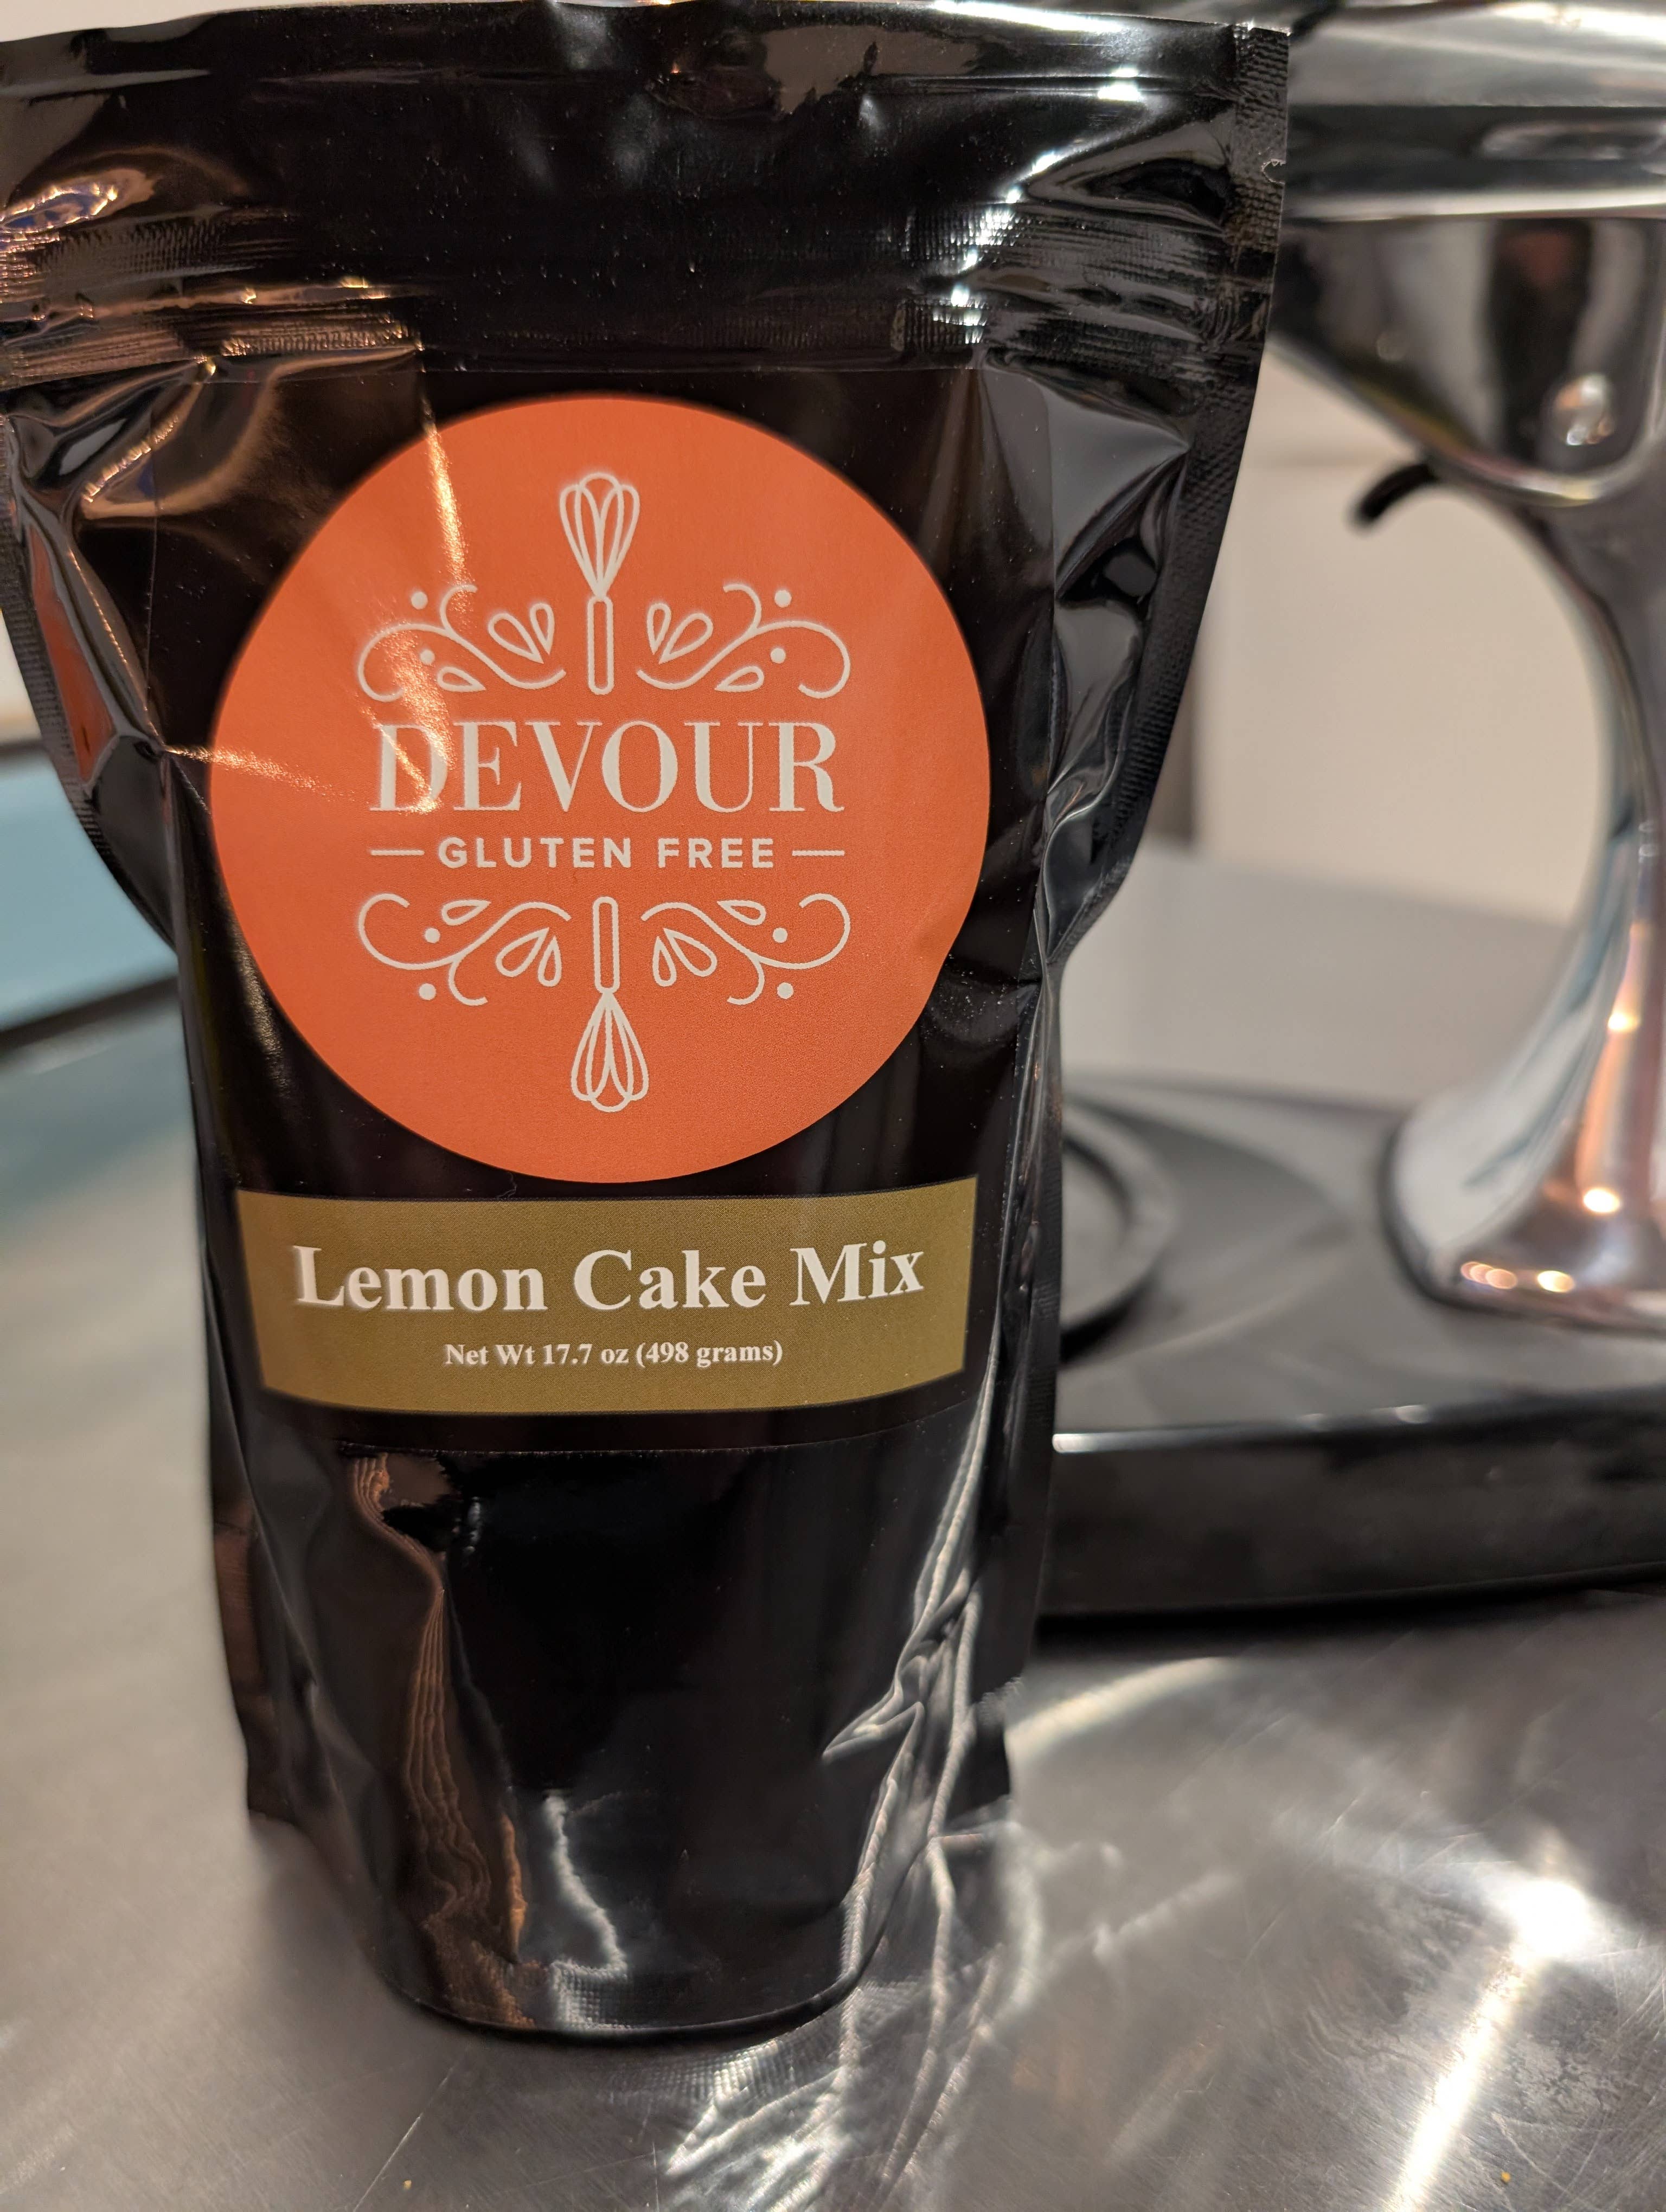 DEVOUR
GLUTEN FREE
Lemon Cake Mix
Net Wt 17.7 oz (498 grams)